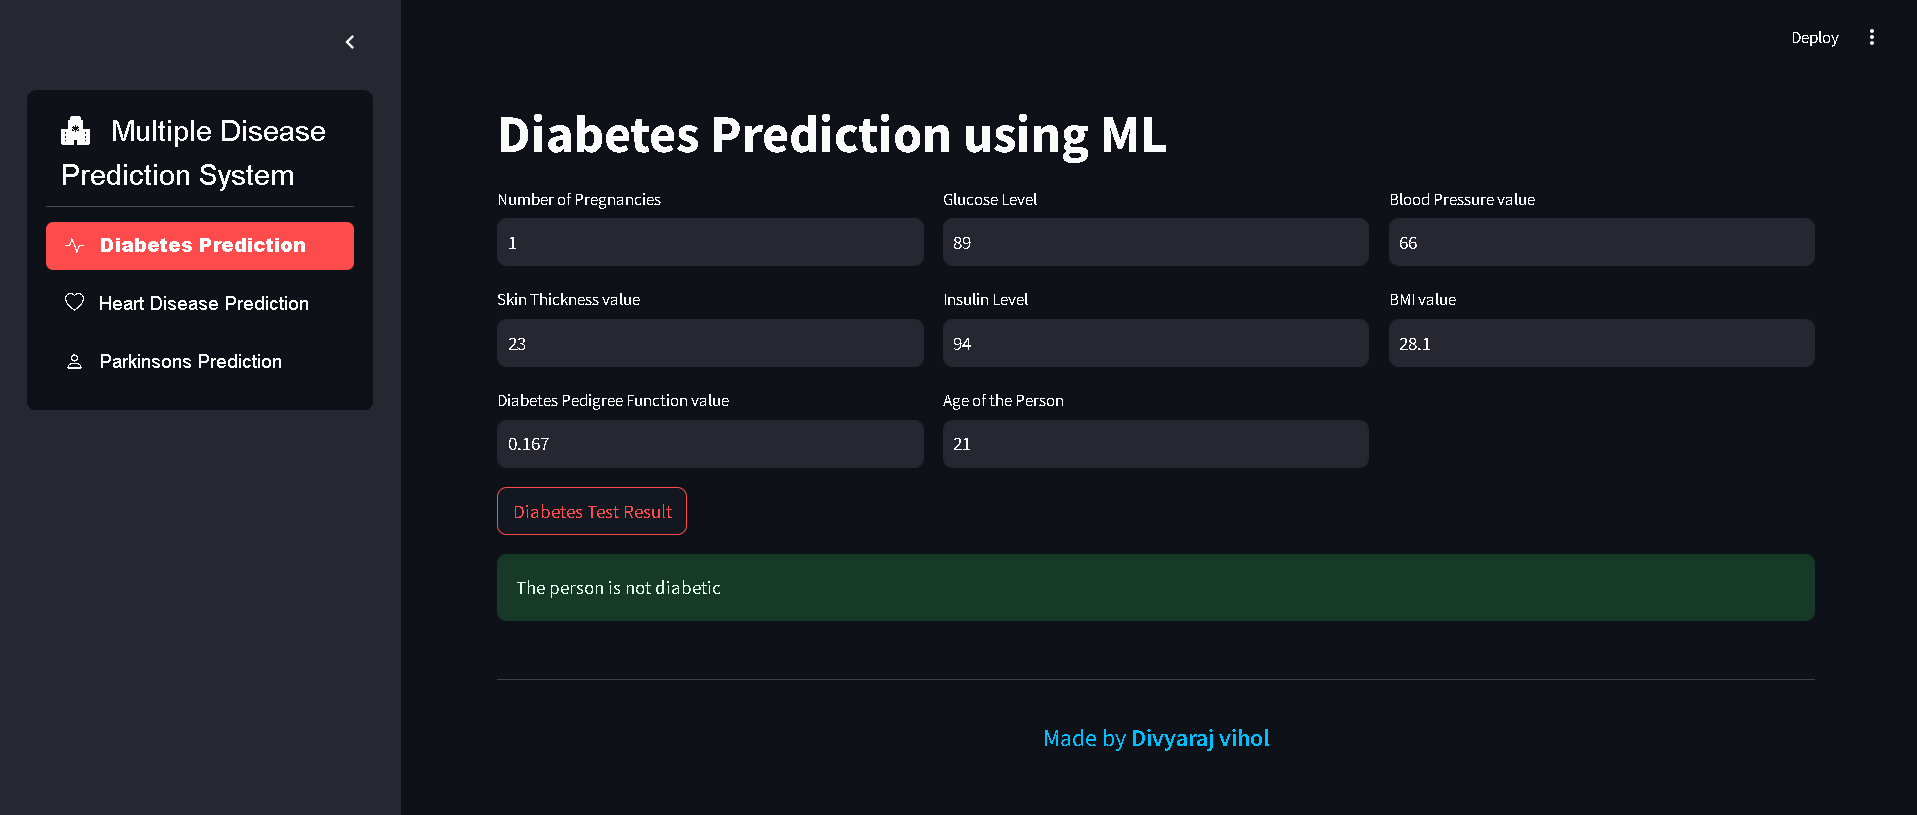 Multiple Disease
Prediction System
Diabetes Prediction
Heart Disease Prediction
Parkinsons Prediction
Deploy
Diabetes Prediction using ML
Number of Pregnancies
Glucose Level
Blood Pressure value
1
89
66
Skin Thickness value
Insulin Level
BMI value
23
94
28.1
Diabetes Pedigree Function value
Age of the Person
0.167
21
Diabetes Test Result
The person is not diabetic
Made by Divyaraj vihol